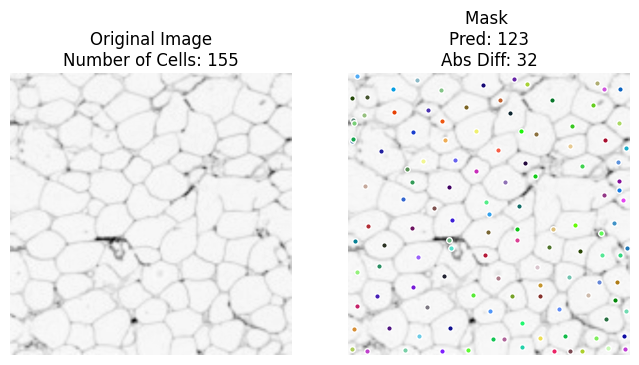 Original Image
Number of Cells: 155
Mask
Pred: 123
Abs Diff: 32